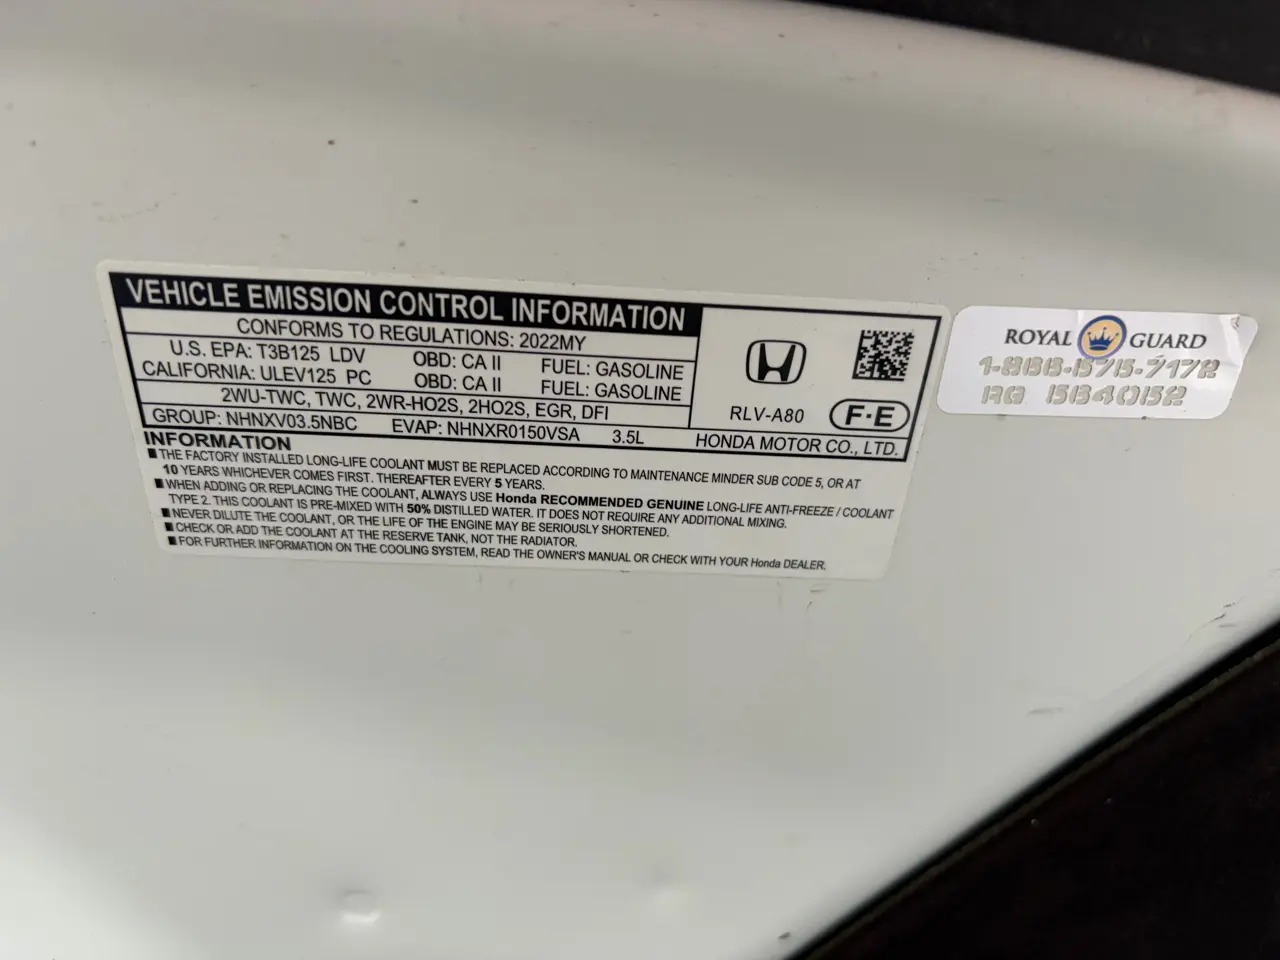 VEHICLE EMISSION CONTROL INFORMATION
CONFORMS TO REGULATIONS: 2022MY
U.S. EPA: T3B125 LDV OBD: CA II FUEL: GASOLINE
CALIFORNIA: ULEV125 PC OBD: CA II FUEL: GASOLINE
2WU-TWC, TWC, 2WR-HO2S, 2HO2S, EGR, DFI
GROUP: NHNXV03.5NBC EVAP: NHNXR0150VSA 3.5L
RLV-A80 F·E
HONDA MOTOR CO., LTD.
INFORMATION
■ THE FACTORY INSTALLED LONG-LIFE COOLANT MUST BE REPLACED ACCORDING TO MAINTENANCE MINDER SUB CODE 5, OR AT
10 YEARS WHICHEVER COMES FIRST. THEREAFTER EVERY 5 YEARS.
■ WHEN ADDING OR REPLACING THE COOLANT, ALWAYS USE Honda RECOMMENDED GENUINE LONG-LIFE ANTI-FREEZE / COOLANT
TYPE 2. THIS COOLANT IS PRE-MIXED WITH 50% DISTILLED WATER. IT DOES NOT REQUIRE ANY ADDITIONAL MIXING.
■ NEVER DILUTE THE COOLANT, OR THE LIFE OF THE ENGINE MAY BE SERIOUSLY SHORTENED.
■ CHECK OR ADD THE COOLANT AT THE RESERVE TANK, NOT THE RADIATOR.
■ FOR FURTHER INFORMATION ON THE COOLING SYSTEM, READ THE OWNER'S MANUAL OR CHECK WITH YOUR Honda DEALER.
ROYAL GUARD
RG